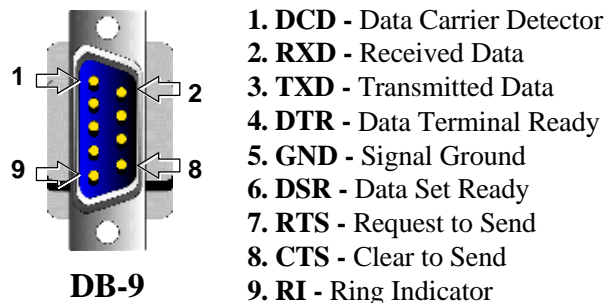 1
2
9
8
DB-9
1. DCD - Data Carrier Detector
2. RXD - Received Data
3. TXD - Transmitted Data
4. DTR - Data Terminal Ready
5. GND - Signal Ground
6. DSR - Data Set Ready
7. RTS - Request to Send
8. CTS - Clear to Send
9. RI - Ring Indicator